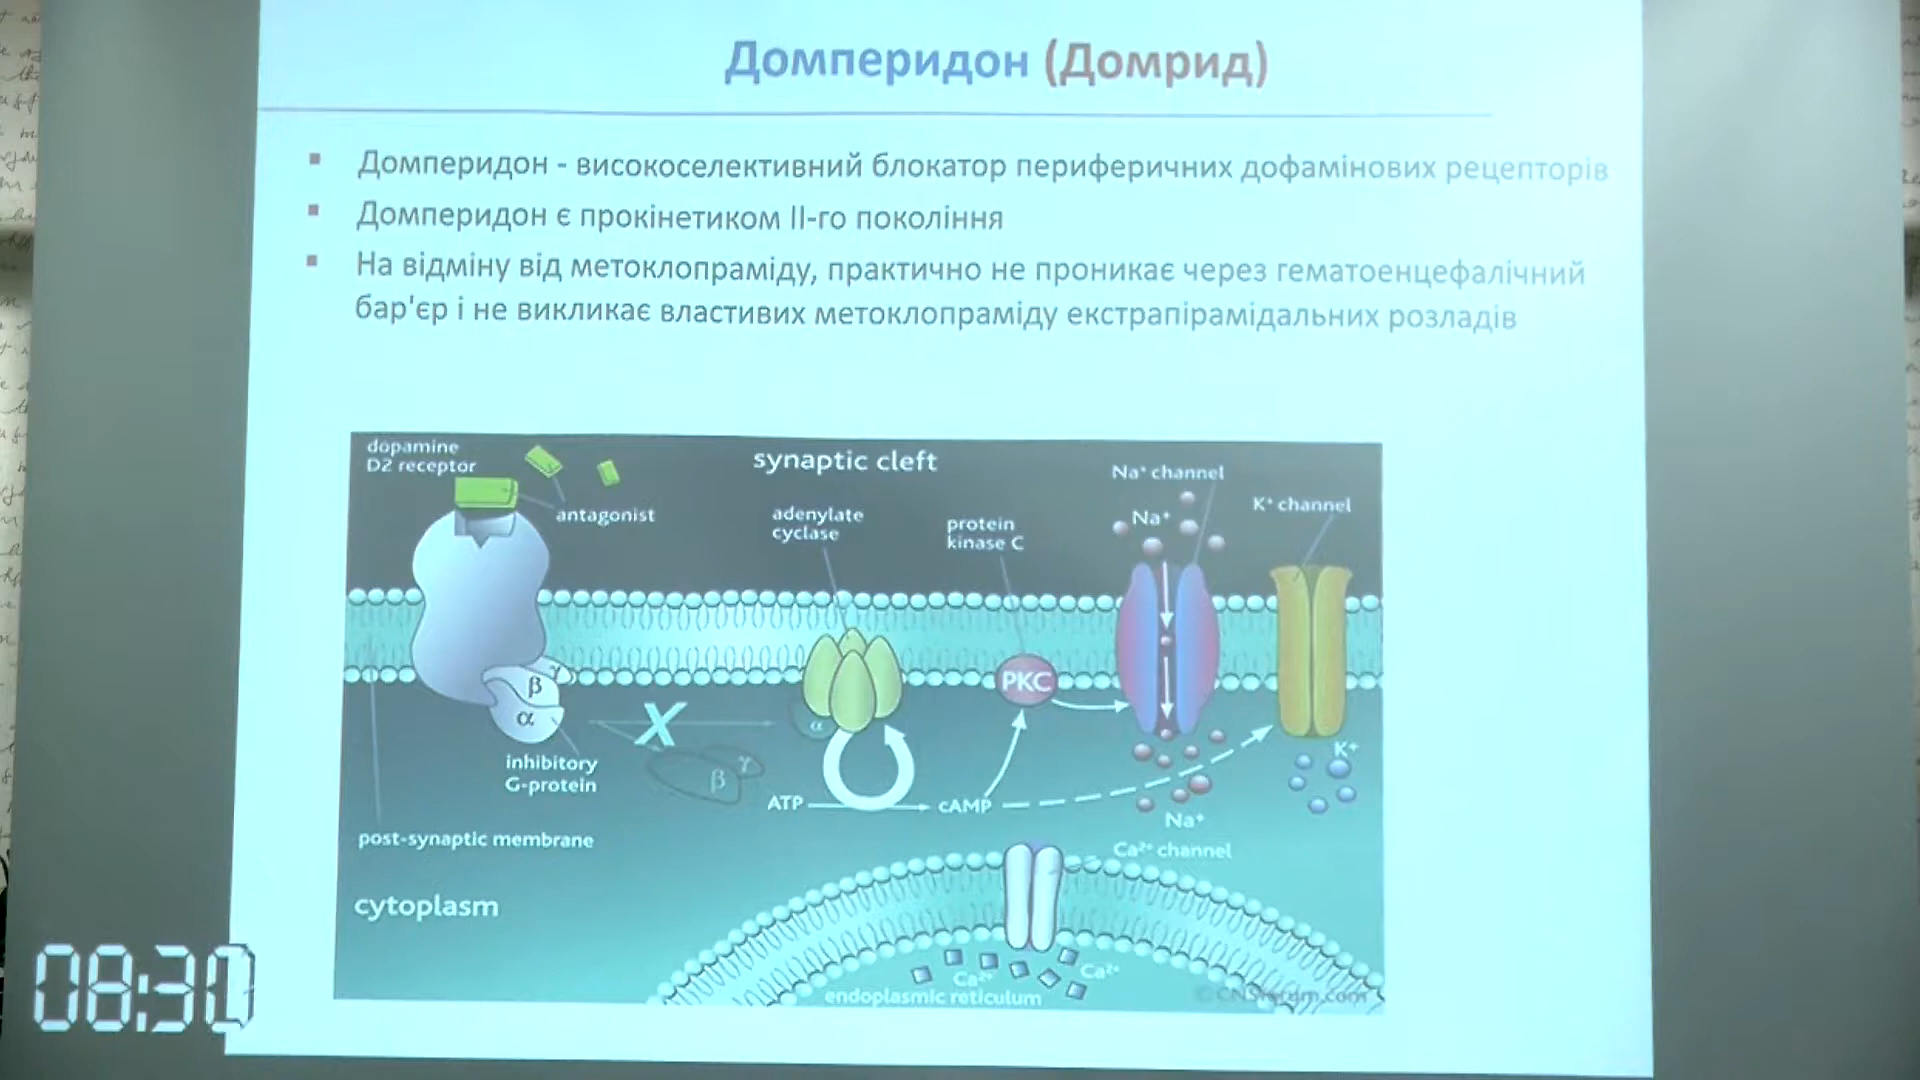 Домперидон (Домрид)
Домперидон - високоселективний блокатор периферичних дофамінових рецепторів
Домперидон є прокінетиком II-го покоління
На відміну від метоклопраміду, практично не проникає через гематоенцефалічний
бар'єр і не викликає властивих метоклопраміду екстрапірамідальних розладів
dopamine
D2 receptor
antagonist
synaptic cleft
adenylate
cyclase
protein
kinase C
Na⁺ channel
Na⁺
K⁺ channel
γ
β
α
PKC
X
α
γ
β
inhibitory
G-protein
ATP
cAMP
K⁺
Na⁺
post-synaptic membrane
Ca²⁺ channel
cytoplasm
Ca²⁺
Ca²⁺
endoplasmic reticulum
©CNSforum.com
08:30